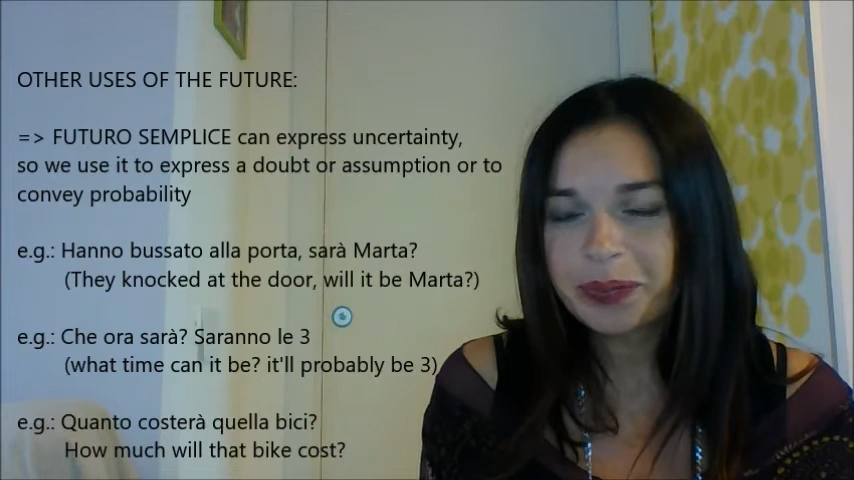 OTHER USES OF THE FUTURE:
=> FUTURO SEMPLICE can express uncertainty,
so we use it to express a doubt or assumption or to
convey probability
e.g.: Hanno bussato alla porta, sarà Marta?
(They knocked at the door, will it be Marta?)
e.g.: Che ora sarà? Saranno le 3
(what time can it be? it'll probably be 3)
e.g.: Quanto costerà quella bici?
How much will that bike cost?